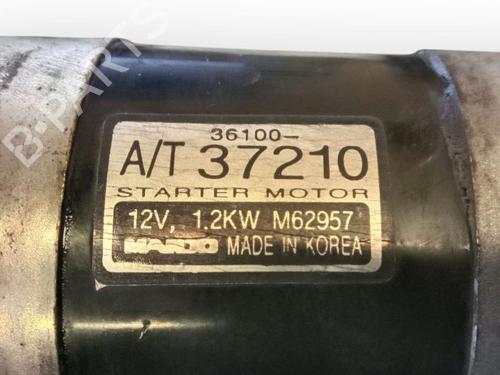 B-PARTS
36100-
A/T 37210
STARTER MOTOR
12V, 1.2KW M62957
MANDO MADE IN KOREA